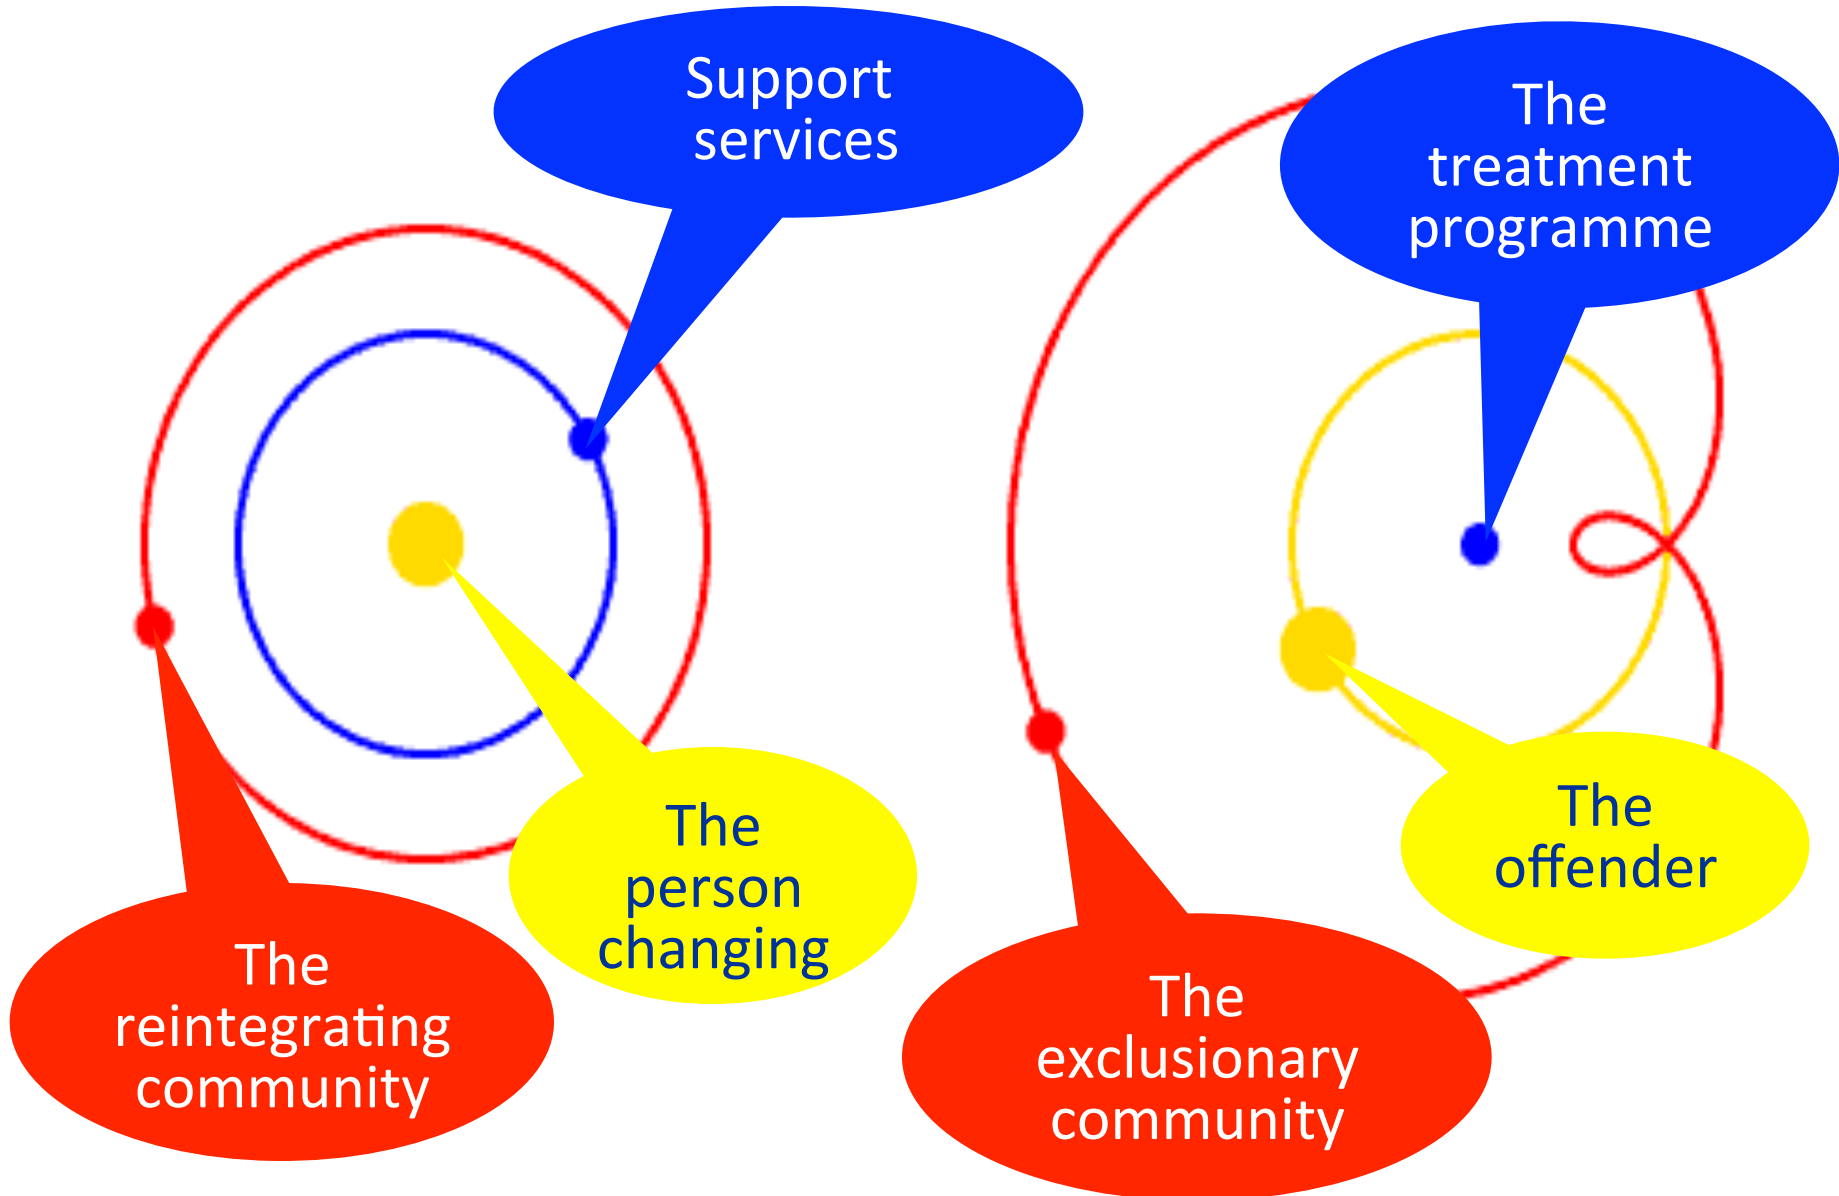 Support
services
The
treatment
programme
The
person
changing
The
offender
The
reintegrating
community
The
exclusionary
community